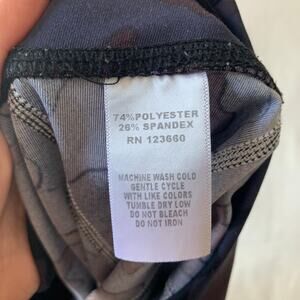 74% POLYESTER
26% SPANDEX
RN 123660
MACHINE WASH COLD
GENTLE CYCLE
WITH LIKE COLORS
TUMBLE DRY LOW
DO NOT BLEACH
DO NOT IRON